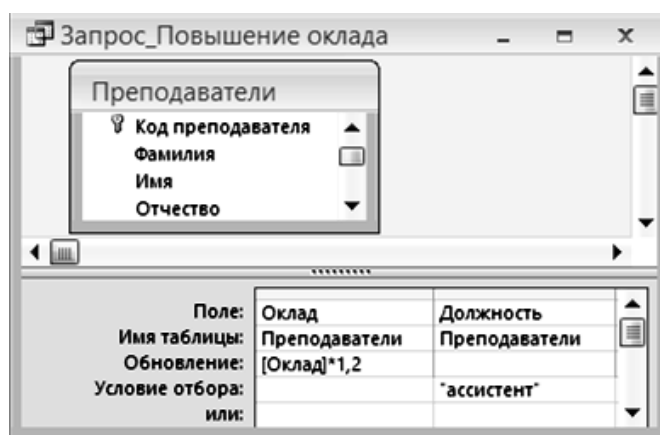 Запрос_Повышение оклада
Преподаватели
Код преподавателя
Фамилия
Имя
Отчество
Поле: Оклад Должность
Имя таблицы: Преподаватели Преподаватели
Обновление: [Оклад]*1,2
Условие отбора: "ассистент"
или: